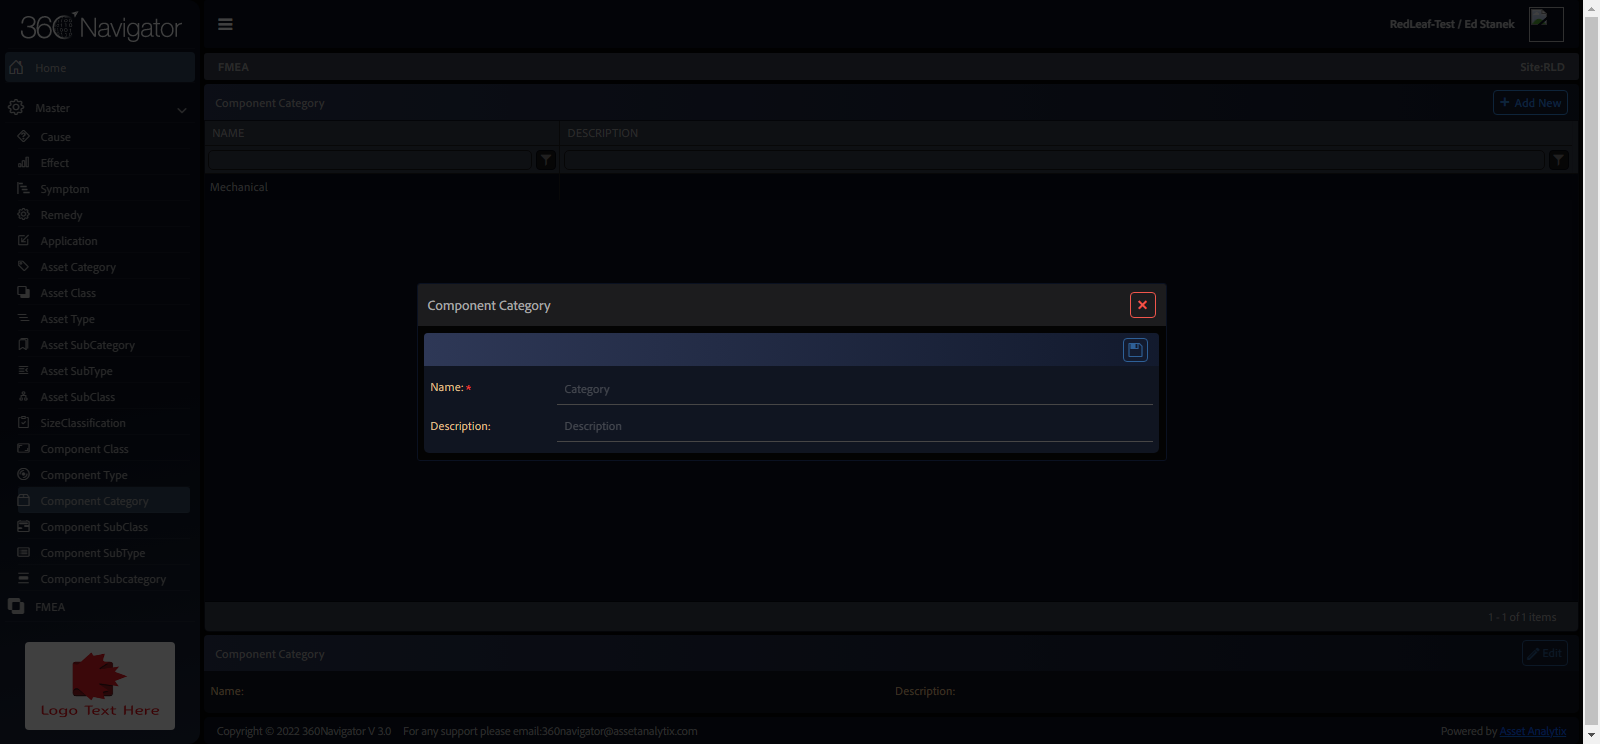 360 Navigator
RedLeaf-Test / Ed Stanek
Home
FMEA
Site:RLD
Master
Component Category
+ Add New
Cause
NAME
DESCRIPTION
Effect
Symptom
Mechanical
Remedy
Application
Asset Category
Asset Class
Asset Type
Asset SubCategory
Asset SubType
Asset SubClass
SizeClassification
Component Class
Component Type
Component Category
Component SubClass
Component SubType
Component Subcategory
FMEA
Logo Text Here
Component Category
Name: *
Category
Description:
Description
1 - 1 of 1 items
Component Category
Edit
Name:
Description:
Copyright © 2022 360Navigator V 3.0
For any support please email:360navigator@assetanalytix.com
Powered by Asset Analytix